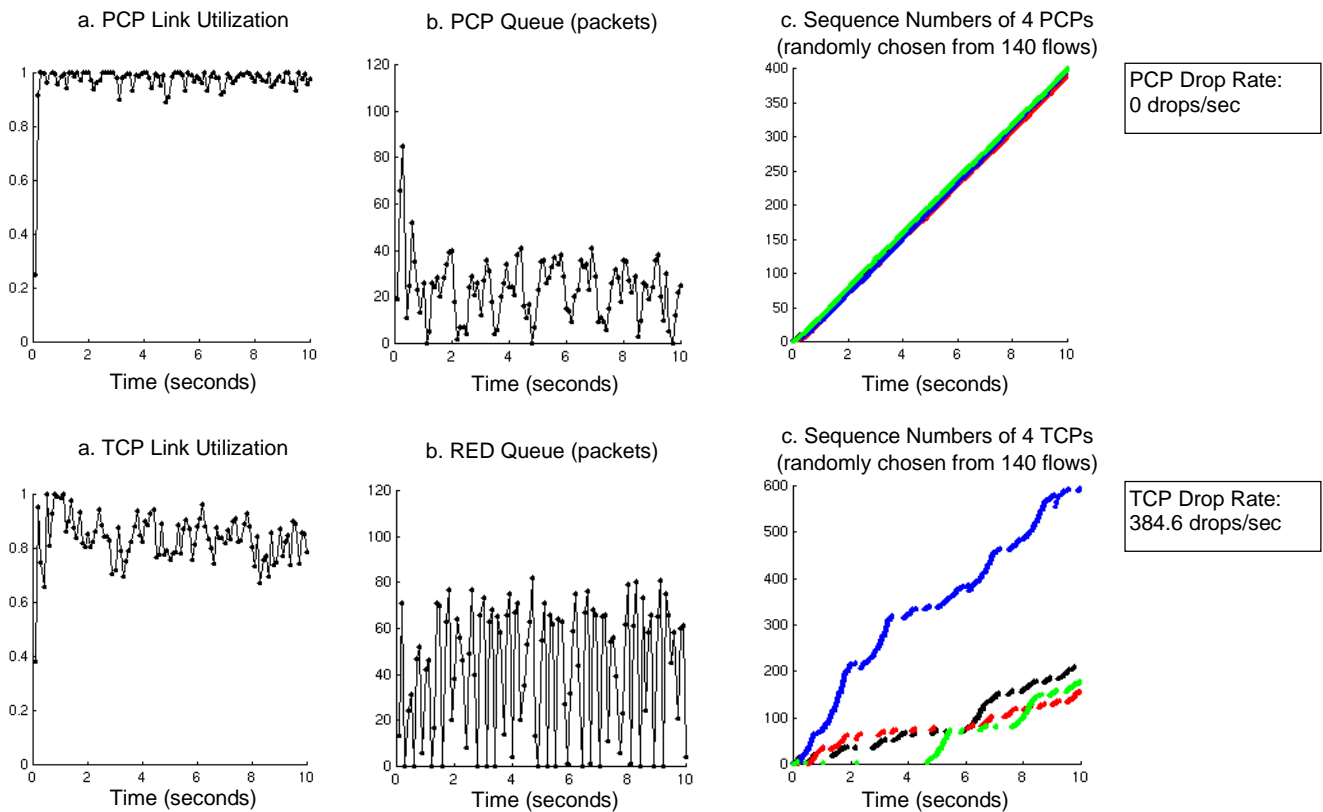 a. PCP Link Utilization
1
0.8
0.6
0.4
0.2
0
0 2 4 6 8 10
Time (seconds)
b. PCP Queue (packets)
120
100
80
60
40
20
0
0 2 4 6 8 10
Time (seconds)
c. Sequence Numbers of 4 PCPs
(randomly chosen from 140 flows)
400
350
300
250
200
150
100
50
0
0 2 4 6 8 10
Time (seconds)
PCP Drop Rate:
0 drops/sec
a. TCP Link Utilization
1
0.8
0.6
0.4
0.2
0
0 2 4 6 8 10
Time (seconds)
b. RED Queue (packets)
120
100
80
60
40
20
0
0 2 4 6 8 10
Time (seconds)
c. Sequence Numbers of 4 TCPs
(randomly chosen from 140 flows)
600
500
400
300
200
100
0
0 2 4 6 8 10
Time (seconds)
TCP Drop Rate:
384.6 drops/sec